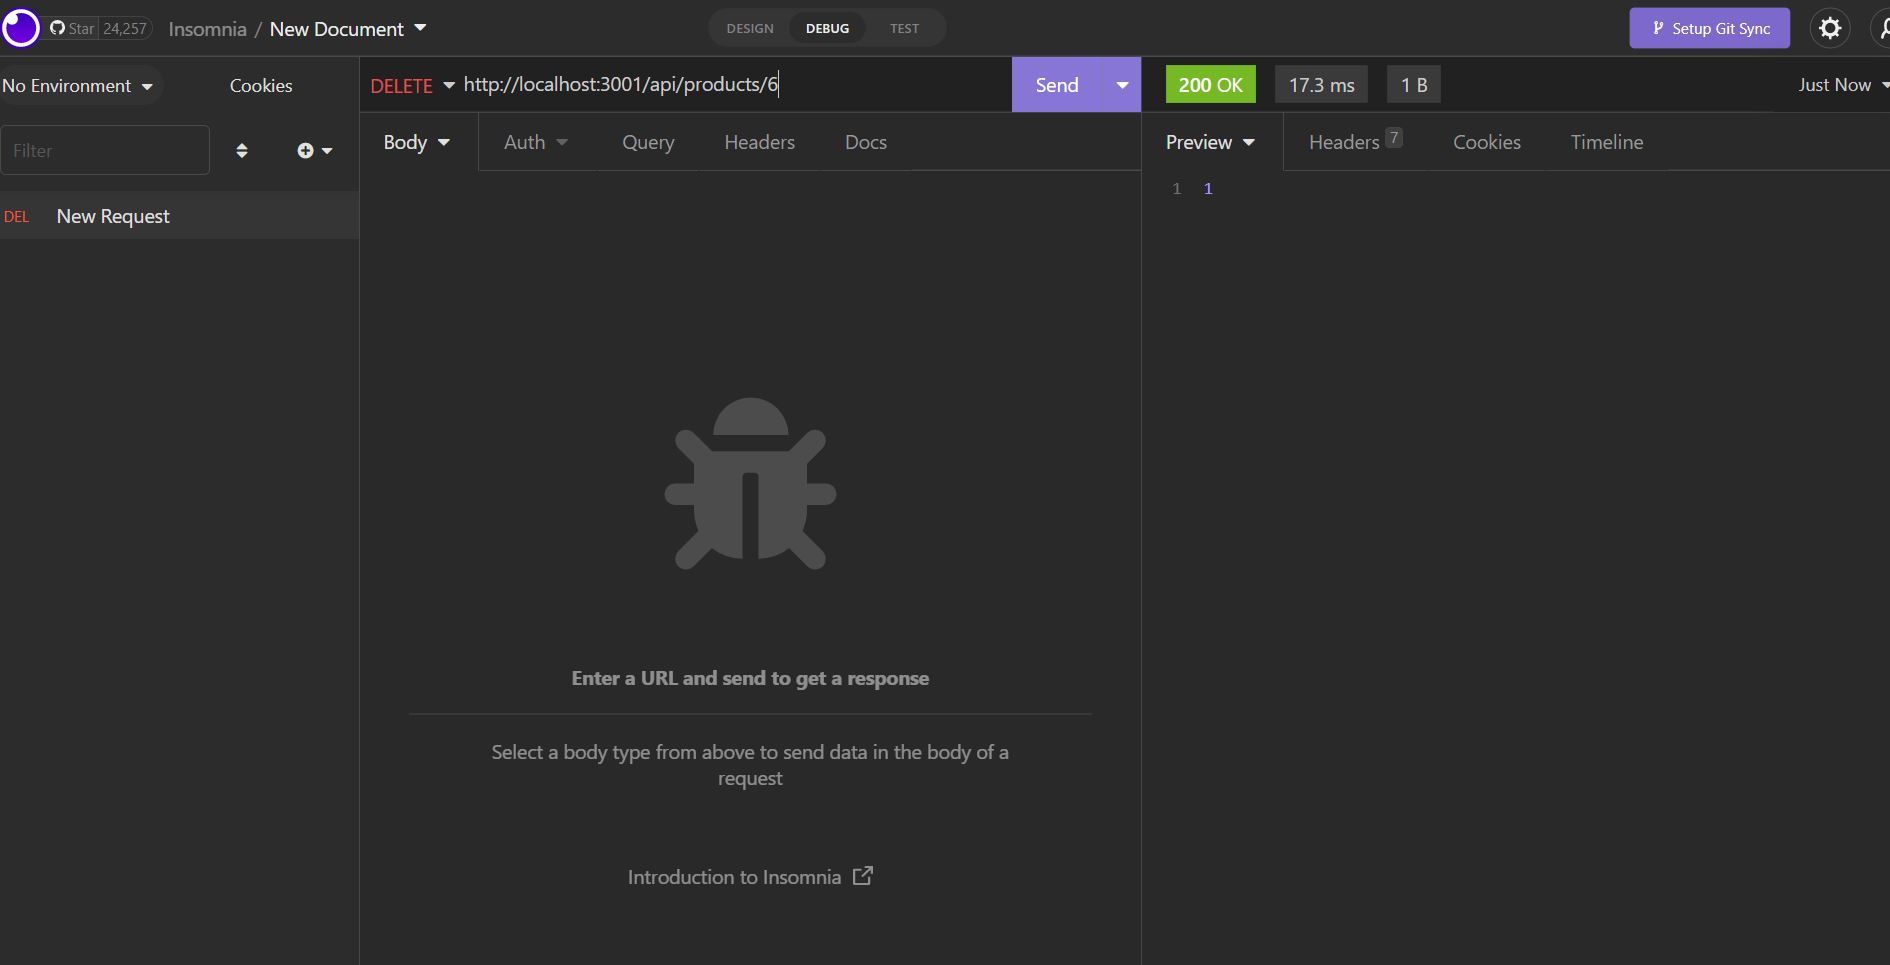 Star 24,257 Insomnia / New Document DESIGN DEBUG TEST Setup Git Sync
No Environment Cookies DELETE http://localhost:3001/api/products/6 Send 200 OK 17.3 ms 1 B Just Now
Filter Body Auth Query Headers Docs Preview Headers 7 Cookies Timeline
1 1
DEL New Request
Enter a URL and send to get a response
Select a body type from above to send data in the body of a
request
Introduction to Insomnia